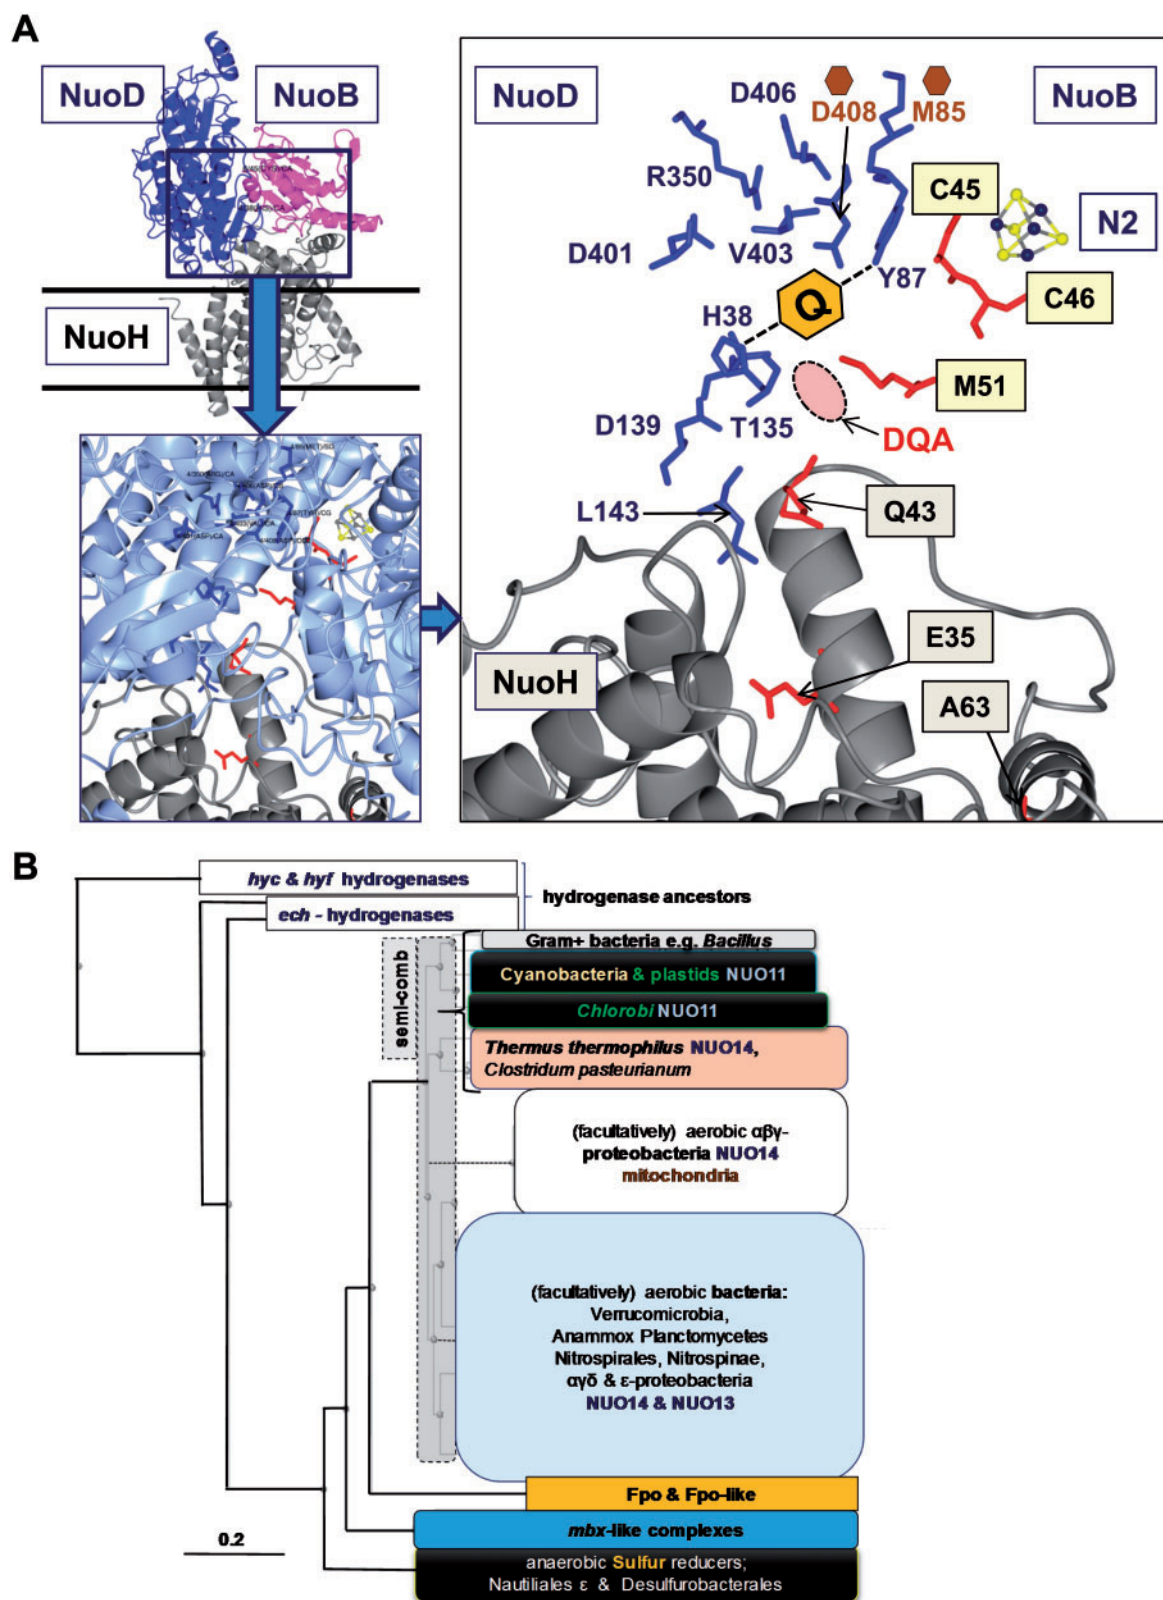 A
NuoD
NuoB
NuoH
NuoD
NuoB
D406
D408
M85
R350
C45
N2
D401
V403
Y87
C46
H38
Q
M51
D139
T135
DQA
L143
Q43
E35
NuoH
A63
B
hyc & hyf hydrogenases
hydrogenase ancestors
ech - hydrogenases
semi-comb
Gram+ bacteria e.g. Bacillus
Cyanobacteria & plastids NUO11
Chlorobi NUO11
Thermus thermophilus NUO14,
Clostridum pasteurianum
(facultatively) aerobic αβγ-
proteobacteria NUO14
mitochondria
(facultatively) aerobic bacteria:
Verrucomicrobia,
Anammox Planctomycetes
Nitrospirales, Nitrospinae,
αγδ & ε-proteobacteria
NUO14 & NUO13
Fpo & Fpo-like
0.2
mbx-like complexes
anaerobic Sulfur reducers;
Nautiliales ε & Desulfurobacterales